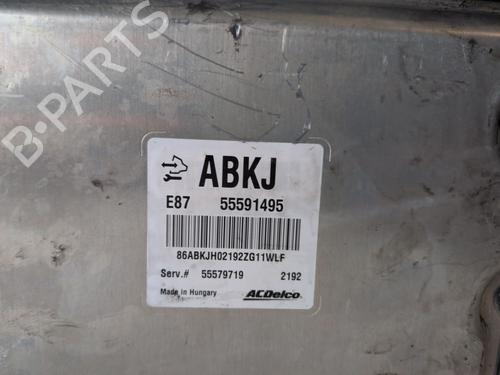 B-PARTS
ABKJ
E87 55591495
86ABKJH02192ZG11WLF
Serv.# 55579719 2192
Made in Hungary ACDelco